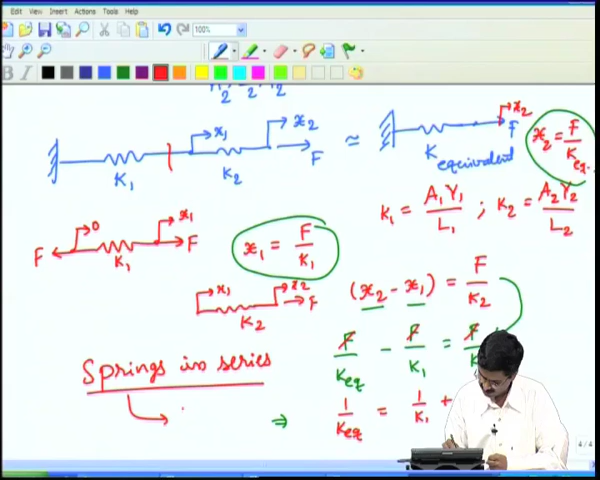 Edit View Insert Actions Tools Help
100%
B I
x₁ x₂ F K₁ K₂ ≃ K equivalent x₂ F
x₂ = F/K eq.
K₁ = A₁Y₁/L₁ ; K₂ = A₂Y₂/L₂
F 0 K₁ x₁ F
x₁ = F/K₁
x₁ x₂ F K₂
(x₂ - x₁) = F/K₂
F/Keq - F/K₁ = F/K
Springs in series
⇒ 1/Keq = 1/K₁ +
4/4